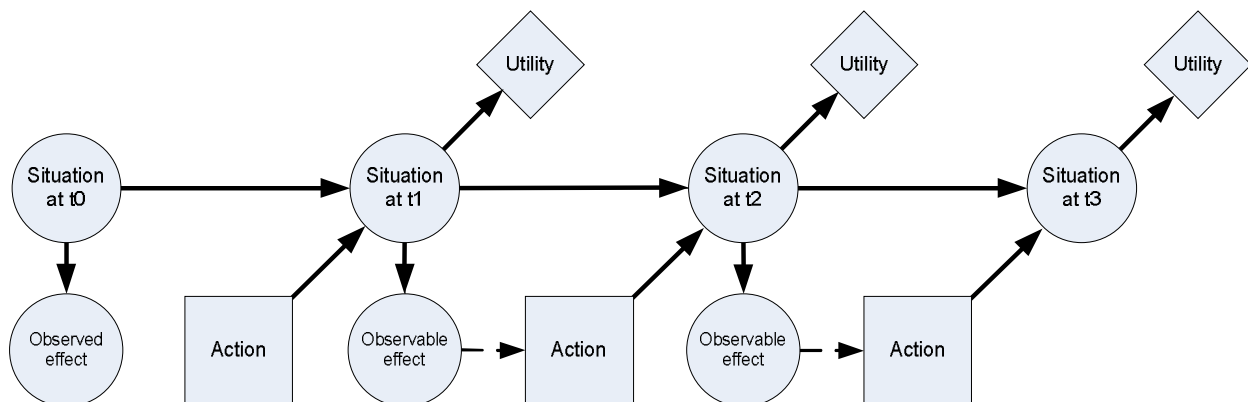 Utility
Utility
Utility
Situation
at t0
Situation
at t1
Situation
at t2
Situation
at t3
Observed
effect
Action
Observable
effect
Action
Observable
effect
Action